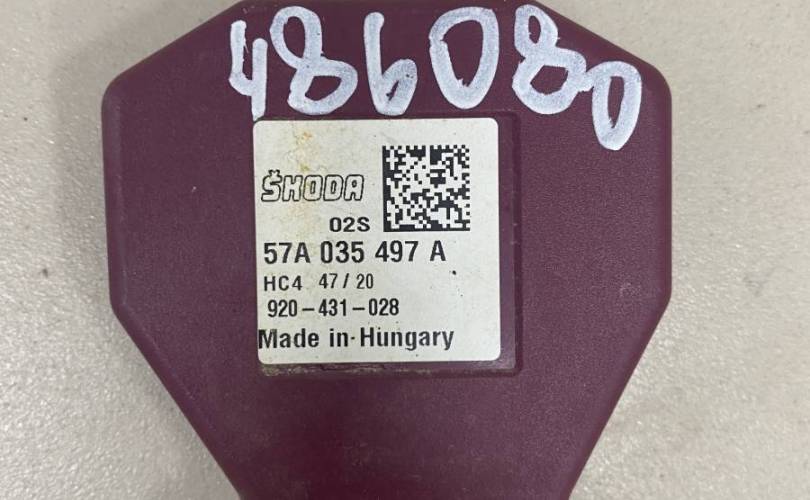 486080
ŠKODA
02S
57A 035 497 A
HC4 47/20
920-431-028
Made in Hungary